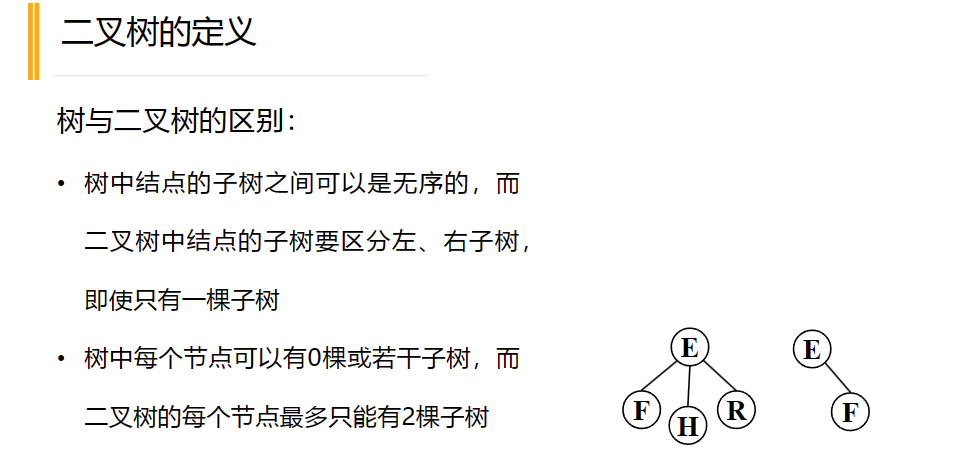 二叉树的定义
树与二叉树的区别：
• 树中结点的子树之间可以是无序的，而
二叉树中结点的子树要区分左、右子树，
即使只有一棵子树
• 树中每个节点可以有0棵或若干子树，而
二叉树的每个节点最多只能有2棵子树
E
F H R
E
F